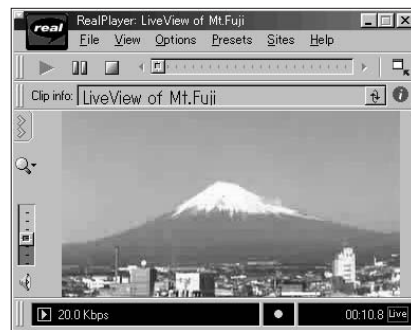 real
RealPlayer: LiveView of Mt.Fuji
File View Options Presets Sites Help
Clip info: LiveView of Mt.Fuji
20.0 Kbps
00:10.8 Live